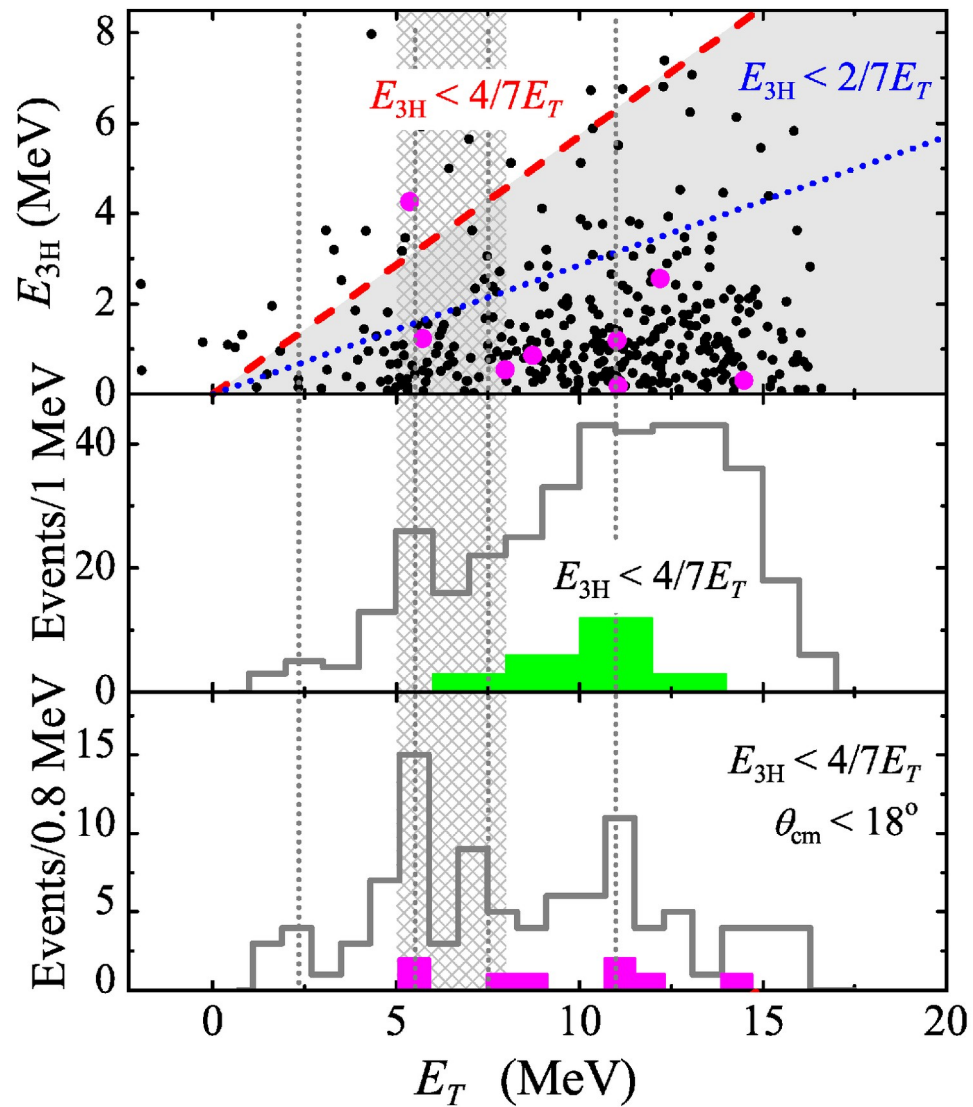 8
6
4
2
0
E3H (MeV)
E3H < 4/7ET
E3H < 2/7ET
40
20
0
Events/1 MeV
E3H < 4/7ET
15
10
5
0
Events/0.8 MeV
E3H < 4/7ET
θcm < 18°
0 5 10 15 20
ET (MeV)